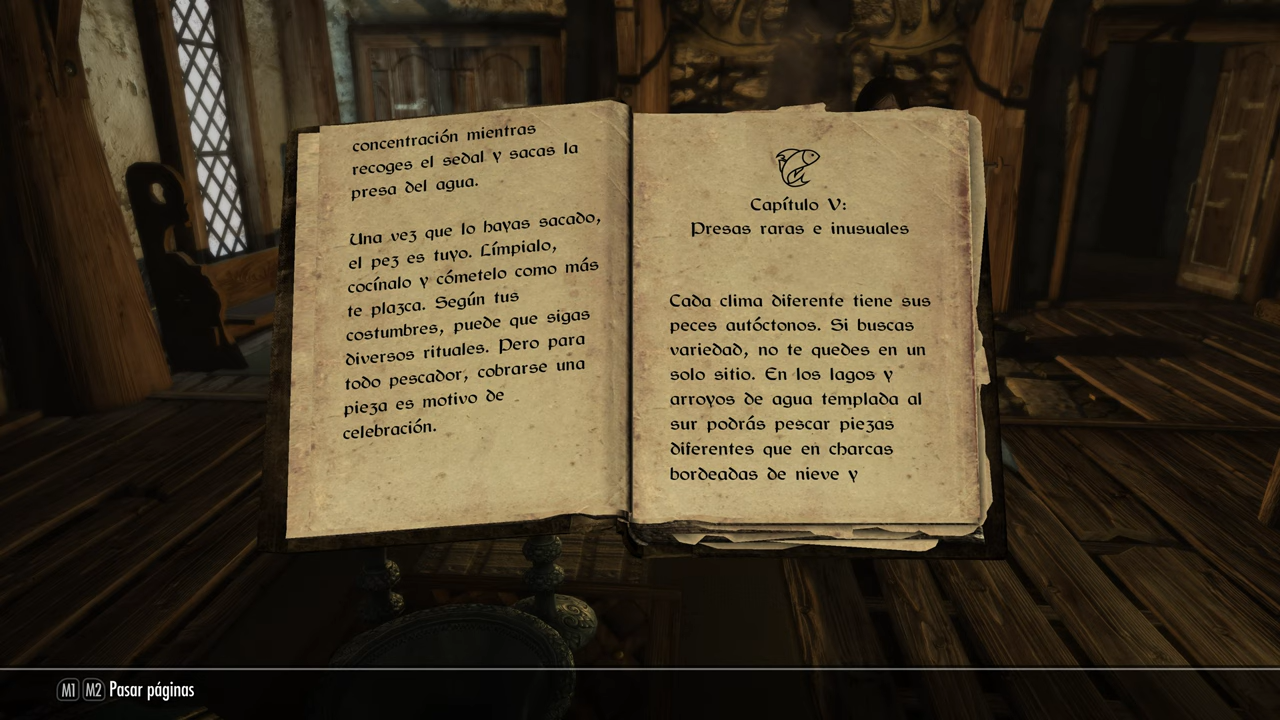 concentración mientras
recoges el sedal y sacas la
presa del agua.
Una vez que lo hayas sacado,
el pez es tuyo. Límpialo,
cocínalo y cómetelo como más
te plazca. Según tus
costumbres, puede que sigas
diversos rituales. Pero para
todo pescador, cobrarse una
pieza es motivo de
celebración.
Capítulo V:
Presas raras e inusuales
Cada clima diferente tiene sus
peces autóctonos. Si buscas
variedad, no te quedes en un
solo sitio. En los lagos y
arroyos de agua templada al
sur podrás pescar piezas
diferentes que en charcas
bordeadas de nieve y
M1 M2 Pasar páginas